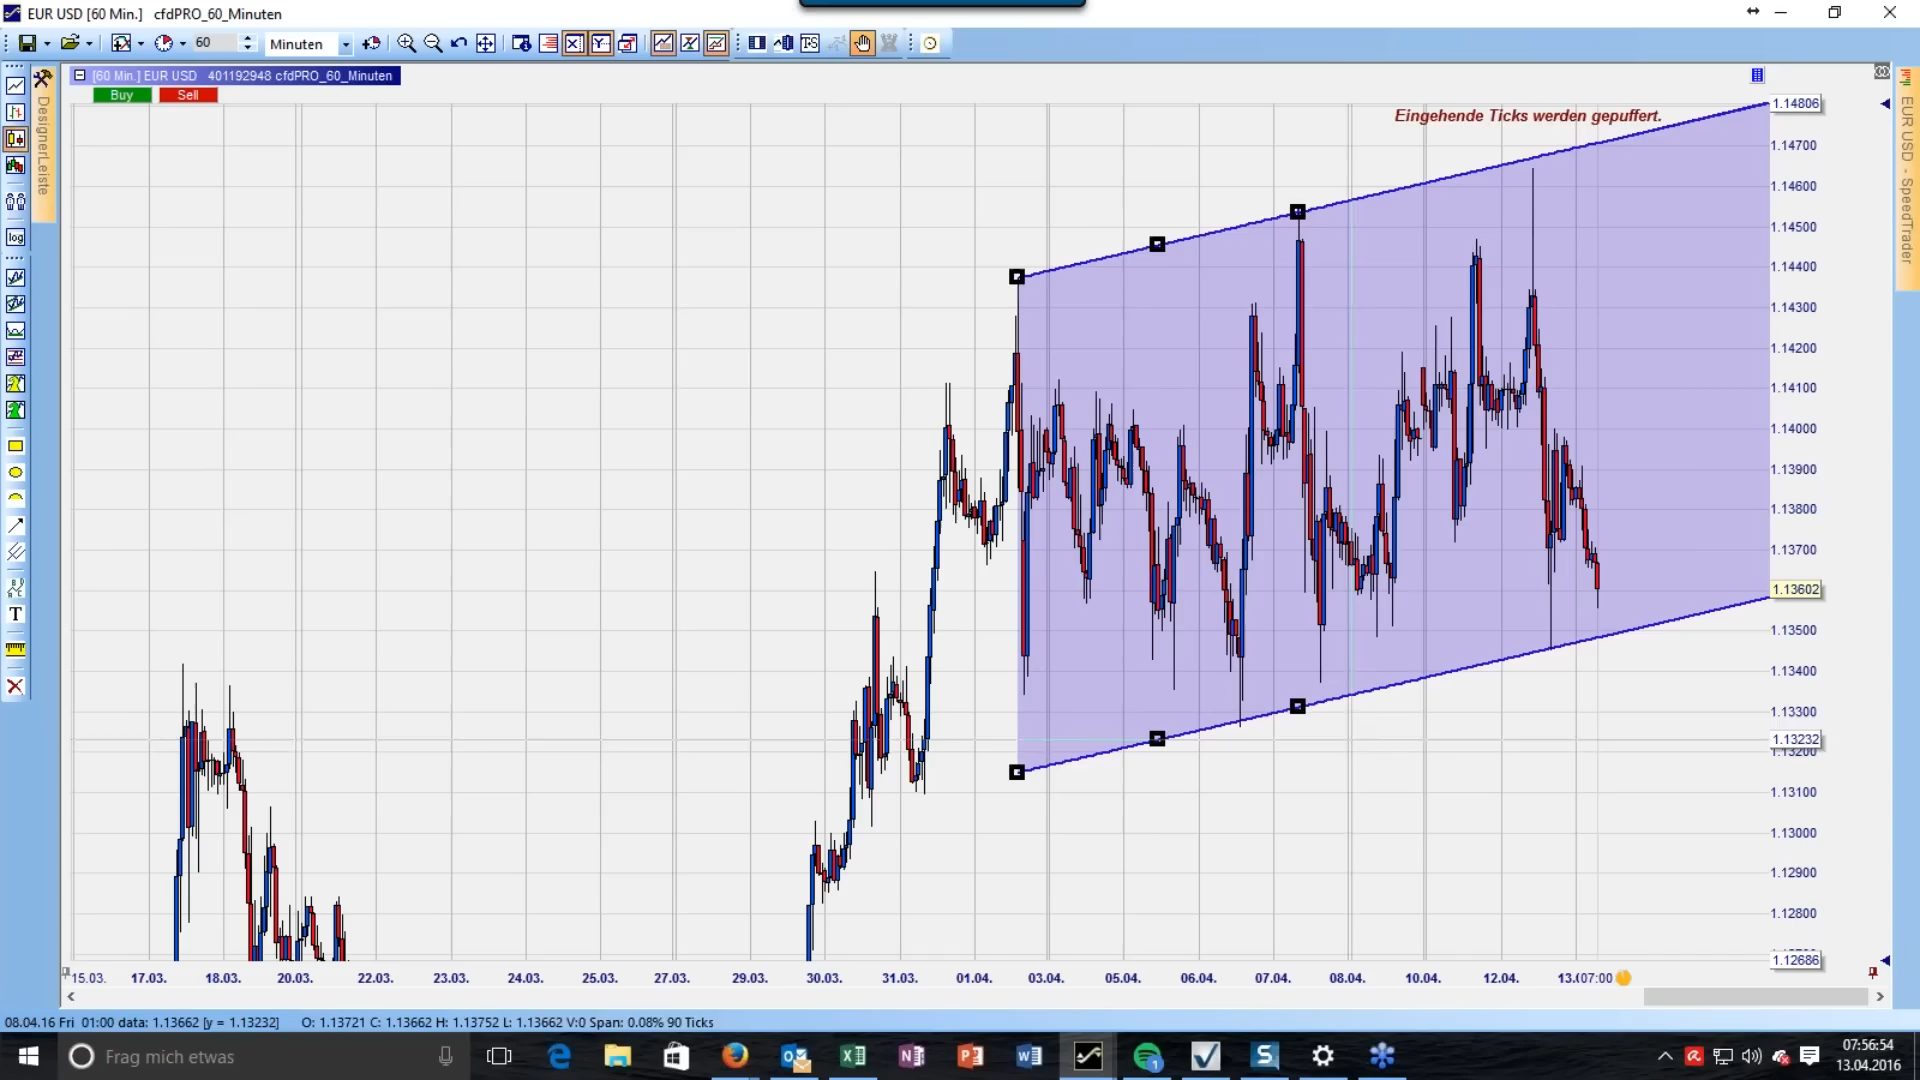 EUR USD [60 Min.] cfdPRO_60_Minuten
60 Minuten
T-S
[60 Min.] EUR USD 401192948 cfdPRO_60_Minuten
Buy Sell
Eingehende Ticks werden gepuffert.
DesignerLeiste
EUR USD - SpeedTrader
log
T
1.14806
1.14700
1.14600
1.14500
1.14400
1.14300
1.14200
1.14100
1.14000
1.13900
1.13800
1.13700
1.13602
1.13500
1.13400
1.13300
1.13232
1.13200
1.13100
1.13000
1.12900
1.12800
1.12686
15.03. 17.03. 18.03. 20.03. 22.03. 23.03. 24.03. 25.03. 27.03. 29.03. 30.03. 31.03. 01.04. 03.04. 05.04. 06.04. 07.04. 08.04. 10.04. 12.04. 13.0 07:00
08.04.16 Fri 01:00 data: 1.13662 [y = 1.13232] O: 1.13721 C: 1.13662 H: 1.13752 L: 1.13662 V:0 Span: 0.08% 90 Ticks
Frag mich etwas
07:56:54
13.04.2016